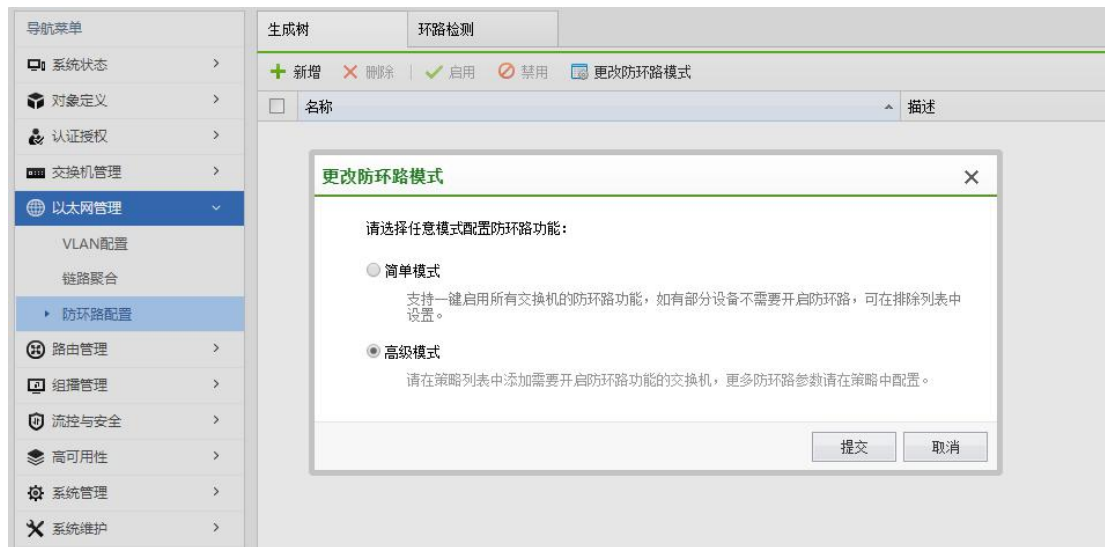 导航菜单
系统状态
对象定义
认证授权
交换机管理
以太网管理
VLAN配置
链路聚合
防环路配置
路由管理
组播管理
流控与安全
高可用性
系统管理
系统维护
生成树 环路检测
新增 删除 启用 禁用 更改防环路模式
名称 描述
更改防环路模式
请选择任意模式配置防环路功能：
简单模式
支持一键启用所有交换机的防环路功能，如有部分设备不需要开启防环路，可在排除列表中
设置。
高级模式
请在策略列表中添加需要开启防环路功能的交换机，更多防环路参数请在策略中配置。
提交 取消